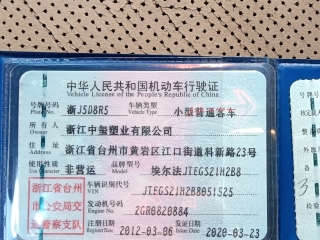 中华人民共和国机动车行驶证
Vehicle License of the People's Republic of China
号牌号码 浙J5D8R5 车辆类型 小型普通客车
Plate No. Vehicle Type
所有人 浙江中玺塑业有限公司
Owner
住址 浙江省台州市黄岩区江口街道科新路23号
Address
使用性质 非营运 品牌型号 埃尔法JTEGS21H2B8
Use Character Model
浙江省台州市公安局交通警察支队
车辆识别代号 JTEGS21H2B8051525
VIN
发动机号码 2GR0820884
Engine No.
注册日期 2012-03-06 发证日期 2020-03-23
Register Date Issue Date